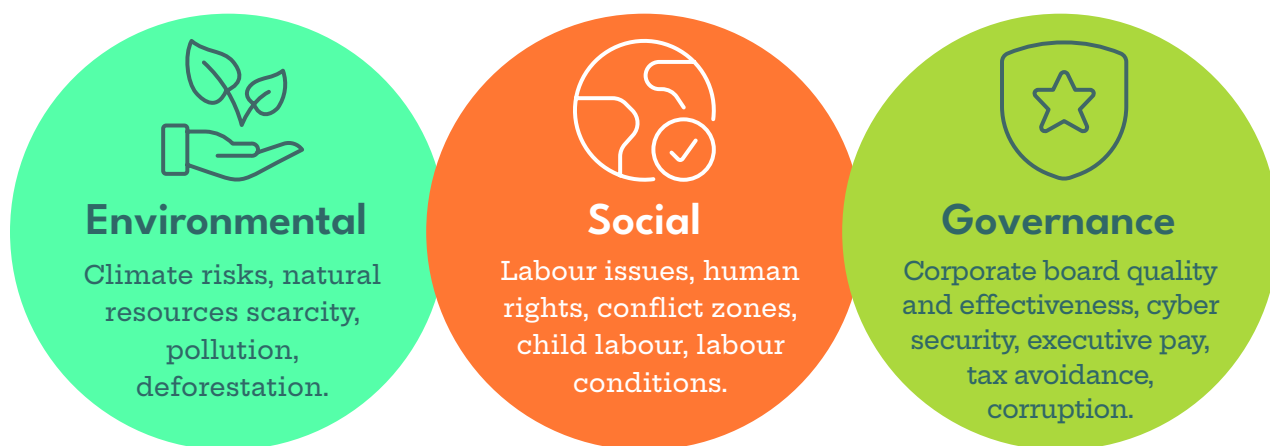 Environmental
Climate risks, natural
resources scarcity,
pollution,
deforestation.
Social
Labour issues, human
rights, conflict zones,
child labour, labour
conditions.
Governance
Corporate board quality
and effectiveness, cyber
security, executive pay,
tax avoidance,
corruption.